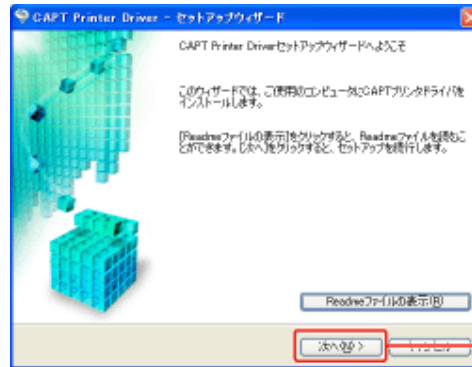 CAPT Printer Driver - セットアップウィザード
CAPT Printer Driverセットアップウィザードへようこそ
このウィザードでは、ご使用のコンピュータにCAPTプリンタドライバを
インストールします。
[Readmeファイルの表示]をクリックすると、Readmeファイルを読むこ
とができます。[次へ]をクリックすると、セットアップを続行します。
Readmeファイルの表示(R)
次へ(N) >